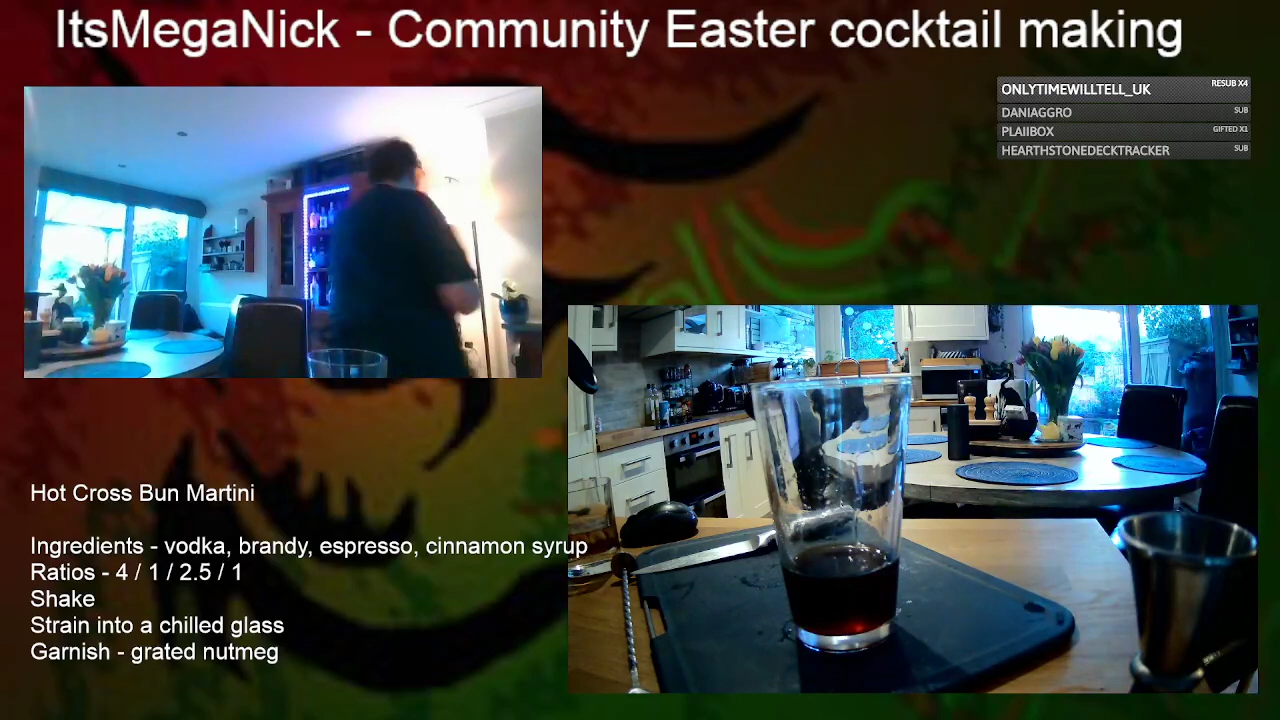 ItsMegaNick - Community Easter cocktail making
ONLYTIMEWILLTELL_UK RESUB X4
DANIAGGRO SUB
PLAIIBOX GIFTED X1
HEARTHSTONEDECKTRACKER SUB
Hot Cross Bun Martini
Ingredients - vodka, brandy, espresso, cinnamon syrup
Ratios - 4 / 1 / 2.5 / 1
Shake
Strain into a chilled glass
Garnish - grated nutmeg